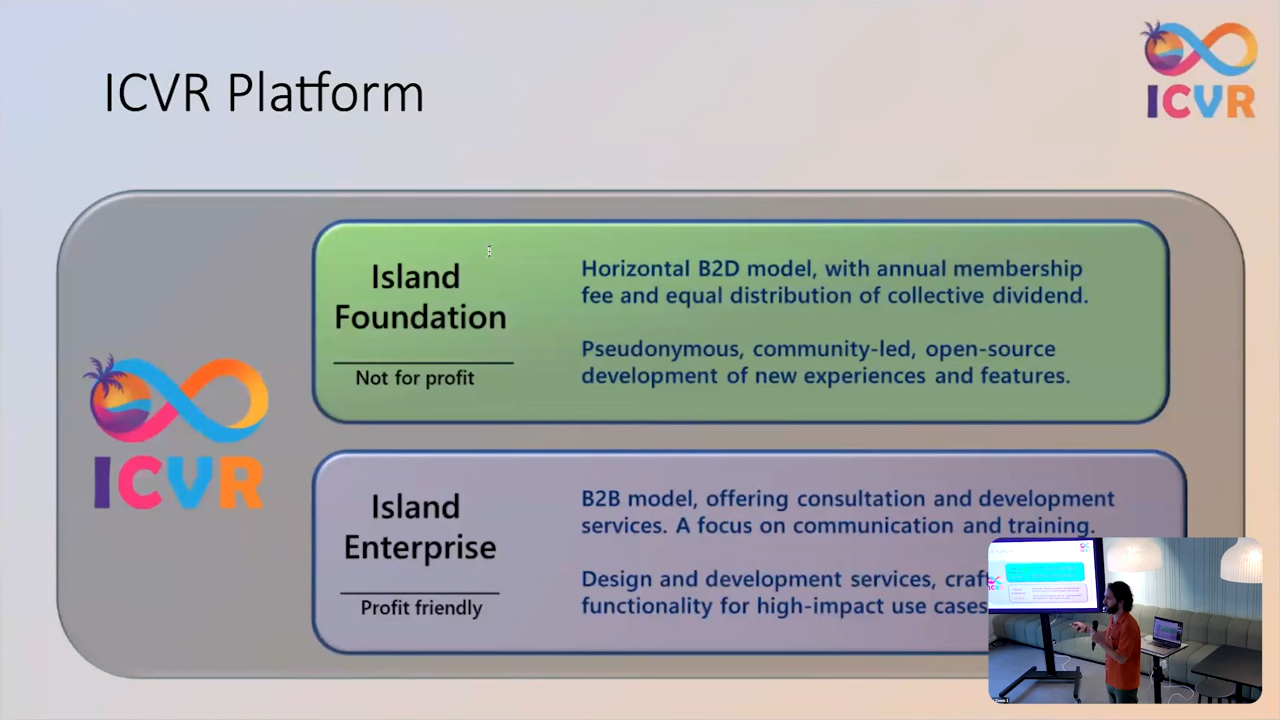 ICVR Platform
ICVR
Island
Foundation
Not for profit
Horizontal B2D model, with annual membership
fee and equal distribution of collective dividend.
Pseudonymous, community-led, open-source
development of new experiences and features.
ICVR
Island
Enterprise
Profit friendly
B2B model, offering consultation and development
services. A focus on communication and training.
Design and development services, craf
functionality for high-impact use cases